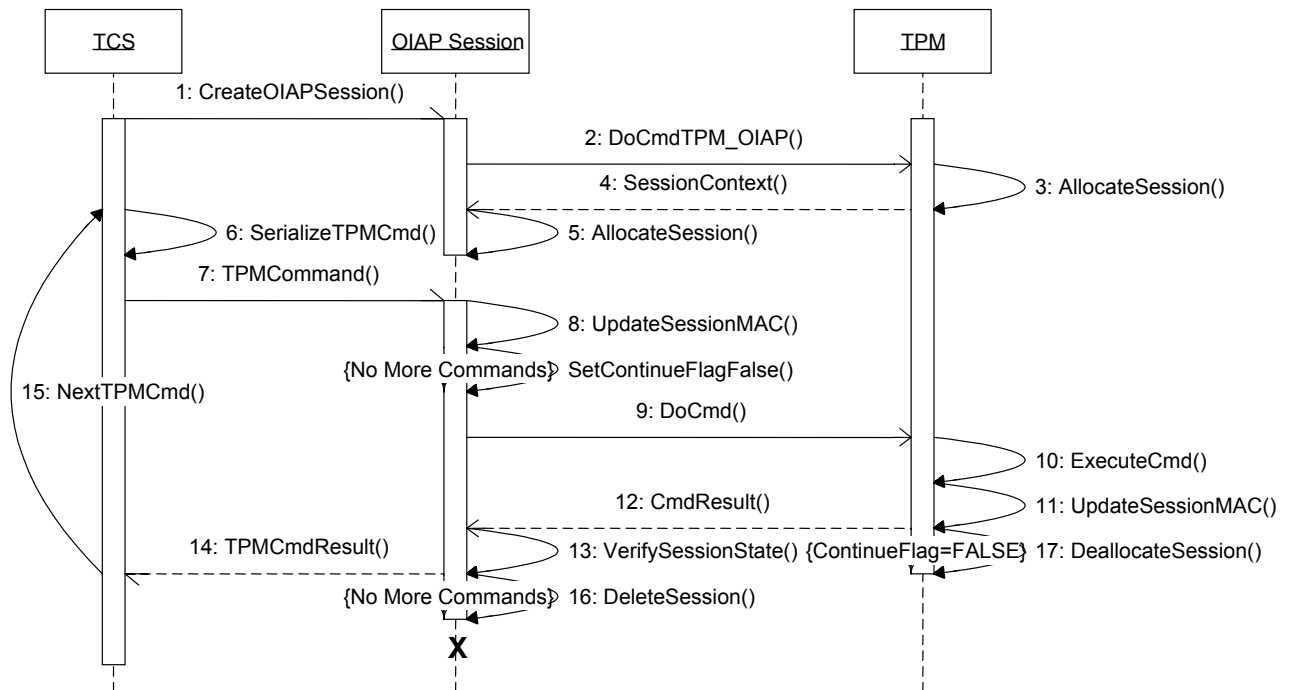 TCS
OIAP Session
TPM
1: CreateOIAPSession()
2: DoCmdTPM_OIAP()
4: SessionContext()
3: AllocateSession()
6: SerializeTPMCmd()
5: AllocateSession()
7: TPMCommand()
8: UpdateSessionMAC()
{No More Commands}
SetContinueFlagFalse()
15: NextTPMCmd()
9: DoCmd()
10: ExecuteCmd()
12: CmdResult()
11: UpdateSessionMAC()
14: TPMCmdResult()
13: VerifySessionState()
{ContinueFlag=FALSE}
17: DeallocateSession()
{No More Commands}
16: DeleteSession()
X